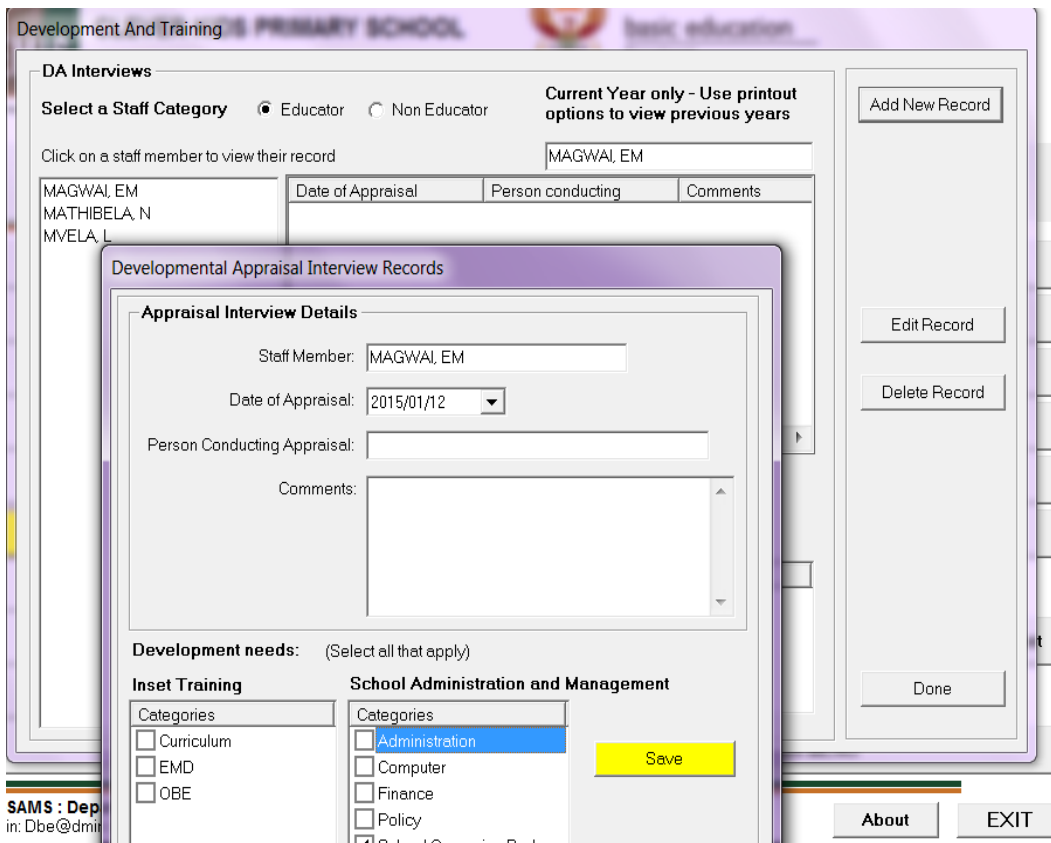 Development And Training
PRIMARY SCHOOL
basic education
DA Interviews
Select a Staff Category
Educator
Non Educator
Current Year only - Use printout
options to view previous years
Click on a staff member to view their record
MAGWAI, EM
MAGWAI, EM
MATHIBELA, N
MVELA, L
Date of Appraisal
Person conducting
Comments
Add New Record
Edit Record
Delete Record
Done
Developmental Appraisal Interview Records
Appraisal Interview Details
Staff Member: MAGWAI, EM
Date of Appraisal: 2015/01/12
Person Conducting Appraisal:
Comments:
Development needs: (Select all that apply)
Inset Training
Categories
Curriculum
EMD
OBE
School Administration and Management
Categories
Administration
Computer
Finance
Policy
Save
SAMS : Dep
in: Dbe@dmi
About
EXIT